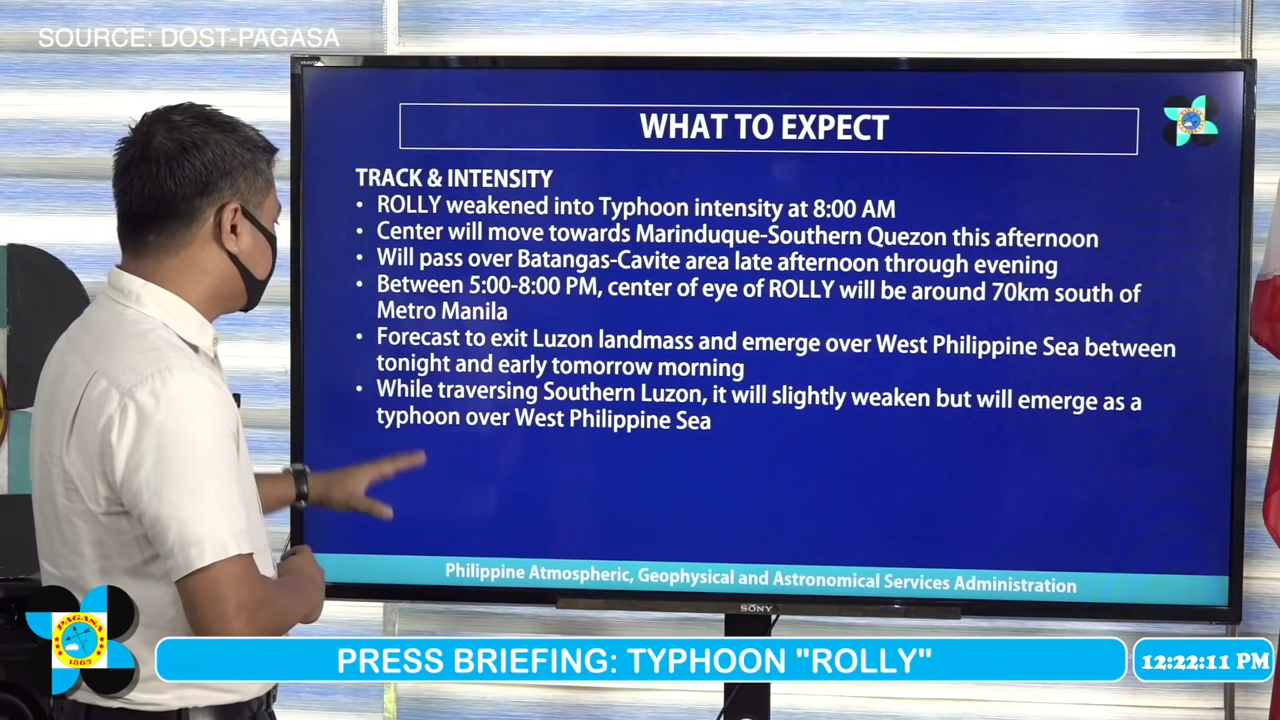 SOURCE: DOST-PAGASA
WHAT TO EXPECT
TRACK & INTENSITY
• ROLLY weakened into Typhoon intensity at 8:00 AM
• Center will move towards Marinduque-Southern Quezon this afternoon
• Will pass over Batangas-Cavite area late afternoon through evening
• Between 5:00-8:00 PM, center of eye of ROLLY will be around 70km south of
Metro Manila
• Forecast to exit Luzon landmass and emerge over West Philippine Sea between
tonight and early tomorrow morning
• While traversing Southern Luzon, it will slightly weaken but will emerge as a
typhoon over West Philippine Sea
Philippine Atmospheric, Geophysical and Astronomical Services Administration
SONY
PAGASA
1865
PRESS BRIEFING: TYPHOON "ROLLY"
12:22:11 PM